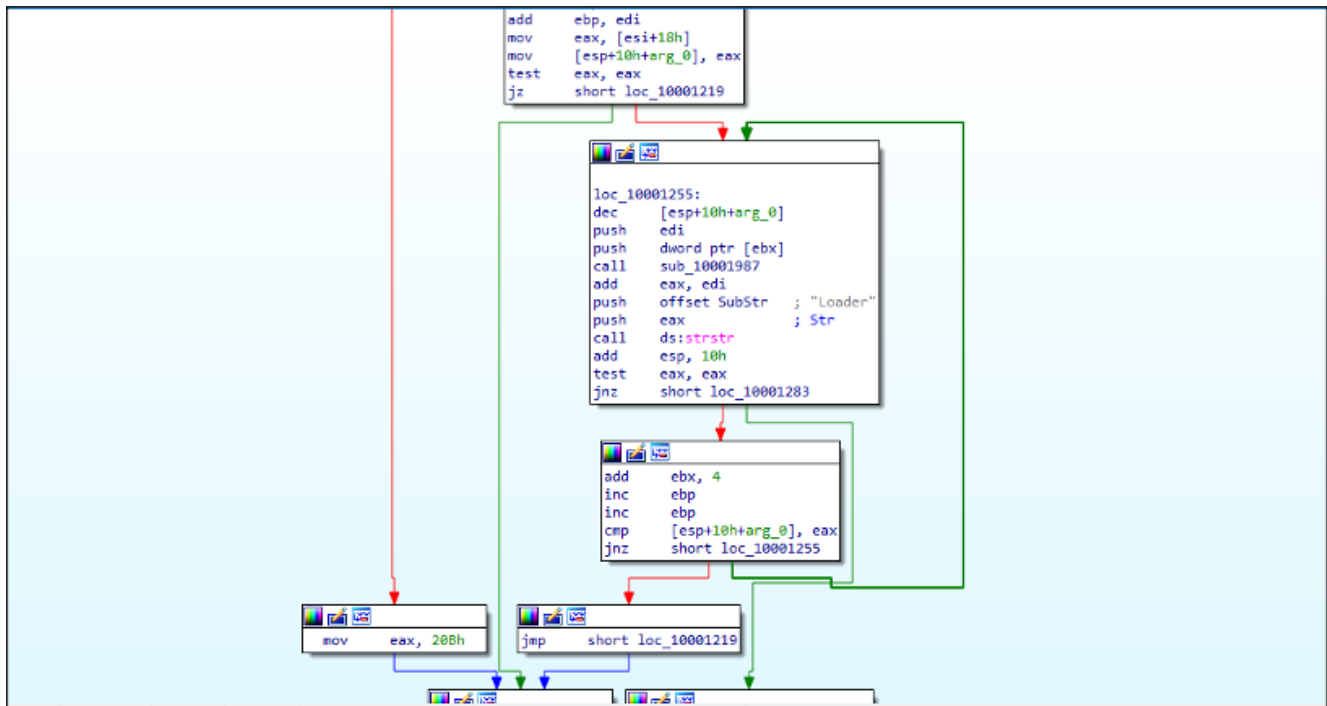 add ebp, edi
mov eax, [esi+18h]
mov [esp+10h+arg_0], eax
test eax, eax
jz short loc_10001219
loc_10001255:
dec [esp+10h+arg_0]
push edi
push dword ptr [ebx]
call sub_10001987
add eax, edi
push offset SubStr ; "Loader"
push eax ; Str
call ds:strstr
add esp, 10h
test eax, eax
jnz short loc_10001283
add ebx, 4
inc ebp
inc ebp
cmp [esp+10h+arg_0], eax
jnz short loc_10001255
mov eax, 20Bh
jmp short loc_10001219